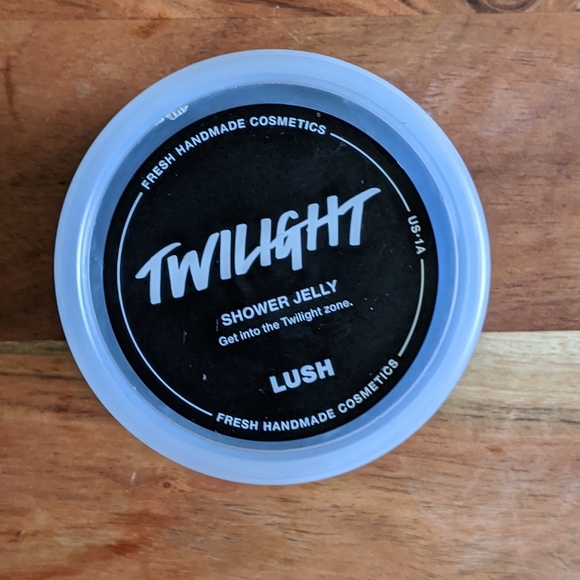 FRESH HANDMADE COSMETICS
TWILIGHT
US-1A
SHOWER JELLY
Get into the Twilight zone.
LUSH
FRESH HANDMADE COSMETICS